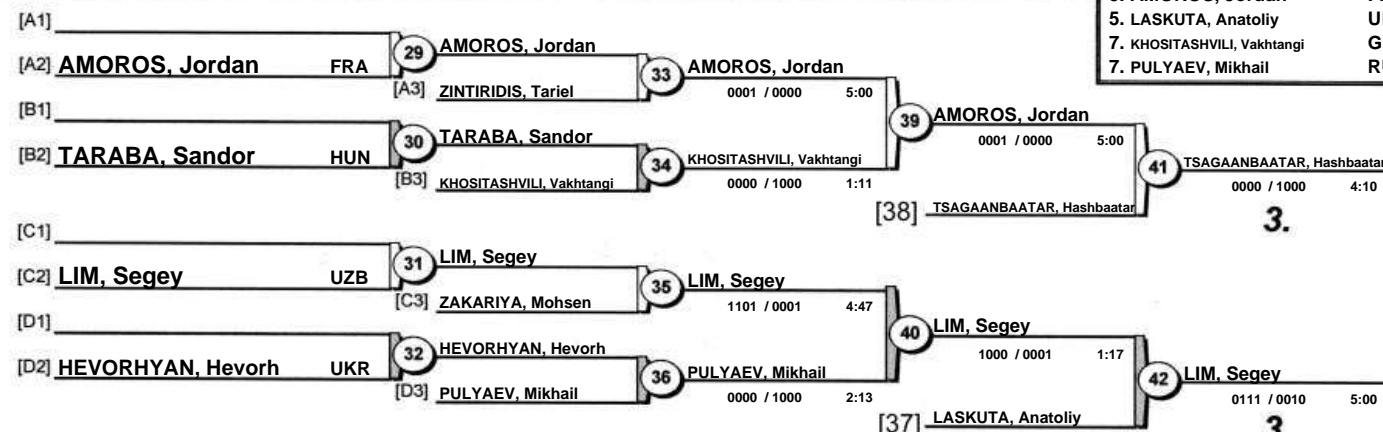 5. LASKUTA, Anatoliy
7. KHOSITASHVILI, Vakhtangi
7. PULYAEV, Mikhail
[A1]
[A2] AMOROS, Jordan FRA
29
AMOROS, Jordan
[A3] ZINTIRIDIS, Tariel
33
AMOROS, Jordan
0001 / 0000 5:00
[B1]
[B2] TARABA, Sandor HUN
30
TARABA, Sandor
[B3] KHOSITASHVILI, Vakhtangi
34
KHOSITASHVILI, Vakhtangi
0000 / 1000 1:11
39
AMOROS, Jordan
0001 / 0000 5:00
[38] TSAGAANBAATAR, Hashbaatar
41
TSAGAANBAATAR, Hashbaatar
0000 / 1000 4:10
3.
[C1]
[C2] LIM, Segey UZB
31
LIM, Segey
[C3] ZAKARIYA, Mohsen
35
LIM, Segey
1101 / 0001 4:47
[D1]
[D2] HEVORHYAN, Hevorh UKR
32
HEVORHYAN, Hevorh
[D3] PULYAEV, Mikhail
36
PULYAEV, Mikhail
0000 / 1000 2:13
40
LIM, Segey
1000 / 0001 1:17
[37] LASKUTA, Anatoliy
42
LIM, Segey
0111 / 0010 5:00
3.